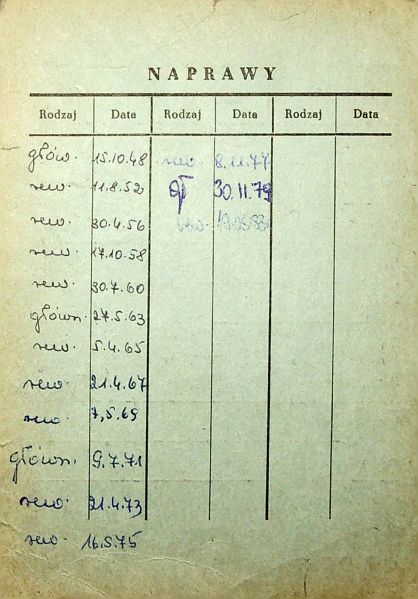 NAPRAWY
Rodzaj Data Rodzaj Data Rodzaj Data
głów. 15.10.48 rew. 8.11.77
rew. 11.8.52 gł 30.11.79
rew. 30.4.56 rew.
rew. 17.10.58
rew. 30.7.60
główn. 27.5.63
rew. 5.4.65
rew. 21.4.67
rew. 7,5.69
główn. 9.7.71
rew. 21.4.73
rew. 16.5.75